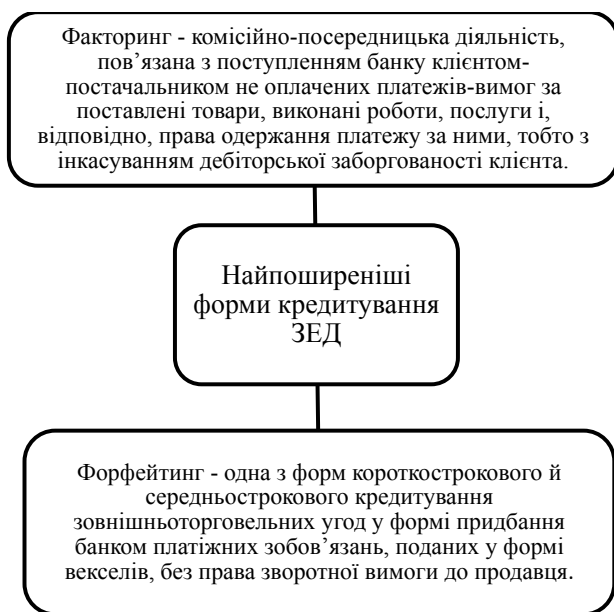 Факторинг - комісійно-посередницька діяльність,
пов’язана з поступленням банку клієнтом-
постачальником не оплачених платежів-вимог за
поставлені товари, виконані роботи, послуги і,
відповідно, права одержання платежу за ними, тобто з
інкасуванням дебіторської заборгованості клієнта.
Найпоширеніші
форми кредитування
ЗЕД
Форфейтинг - одна з форм короткострокового й
середньострокового кредитування
зовнішньоторговельних угод у формі придбання
банком платіжних зобов’язань, поданих у формі
векселів, без права зворотної вимоги до продавця.